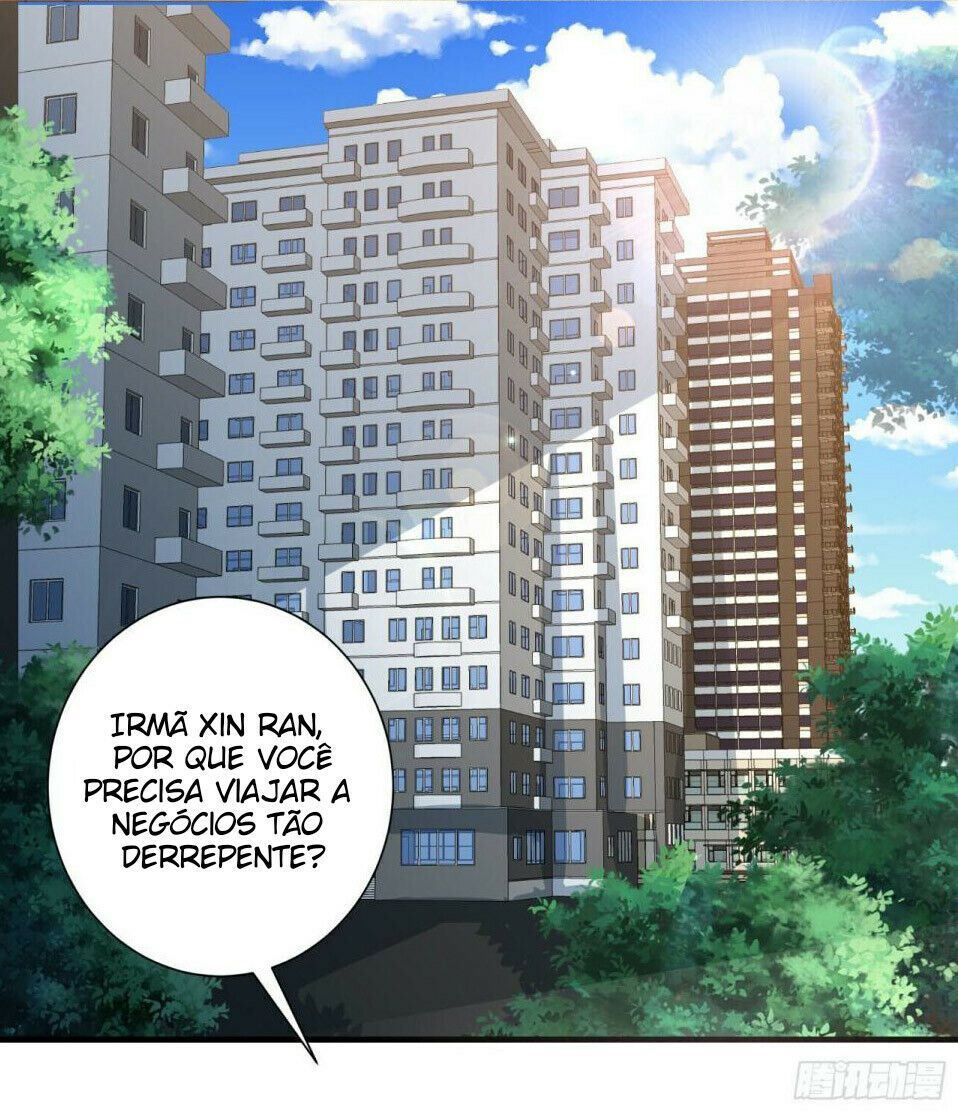 IRMÃ XIN RAN,
POR QUE VOCÊ
PRECISA VIAJAR A
NEGÓCIOS TÃO
DERREPENTE?
腾讯动漫